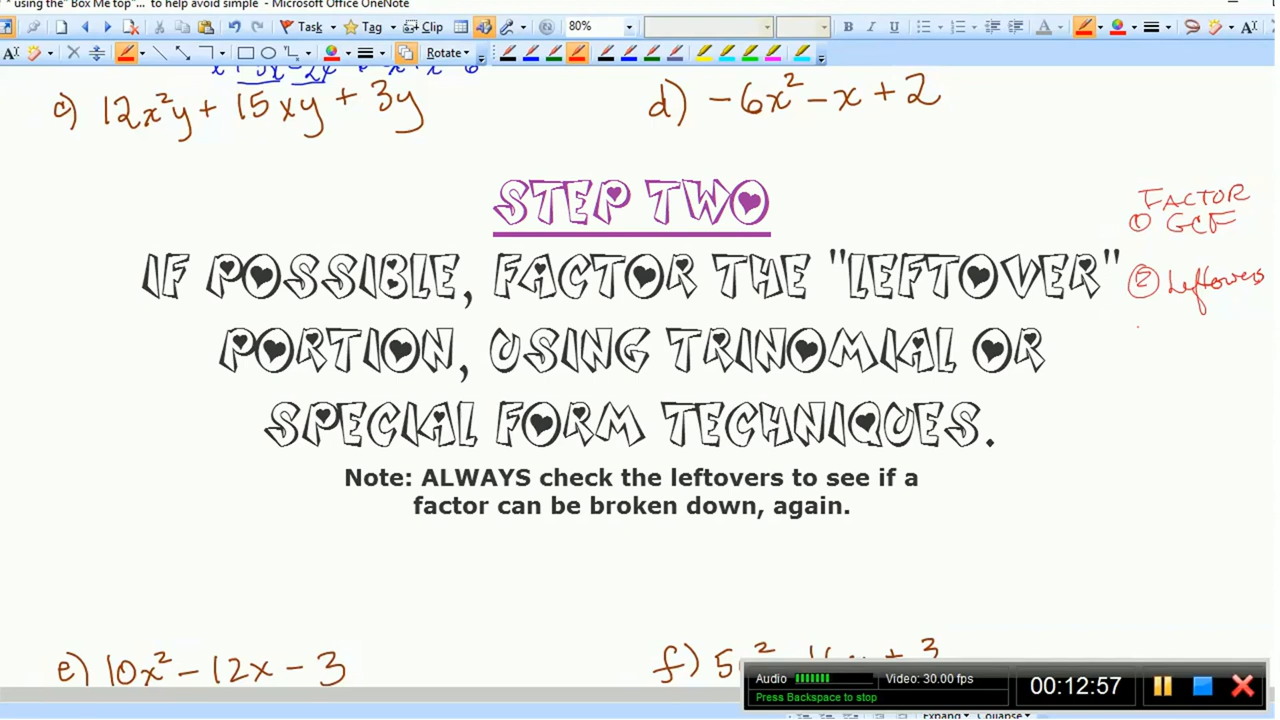 * using the" Box Me top"... to help avoid simple - Microsoft Office OneNote
Task Tag Clip 80% B I U
Rotate
c) 12x²y + 15xy + 3y
d) -6x² - x + 2
STEP TWO
FACTOR
① GCF
IF POSSIBLE, FACTOR THE "LEFTOVER"
② Leftovers
PORTION, USING TRINOMIAL OR
SPECIAL FORM TECHNIQUES.
Note: ALWAYS check the leftovers to see if a
factor can be broken down, again.
e) 10x² - 12x - 3
f) 5
Audio Video: 30.00 fps 00:12:57
Press Backspace to stop
Expand Collapse